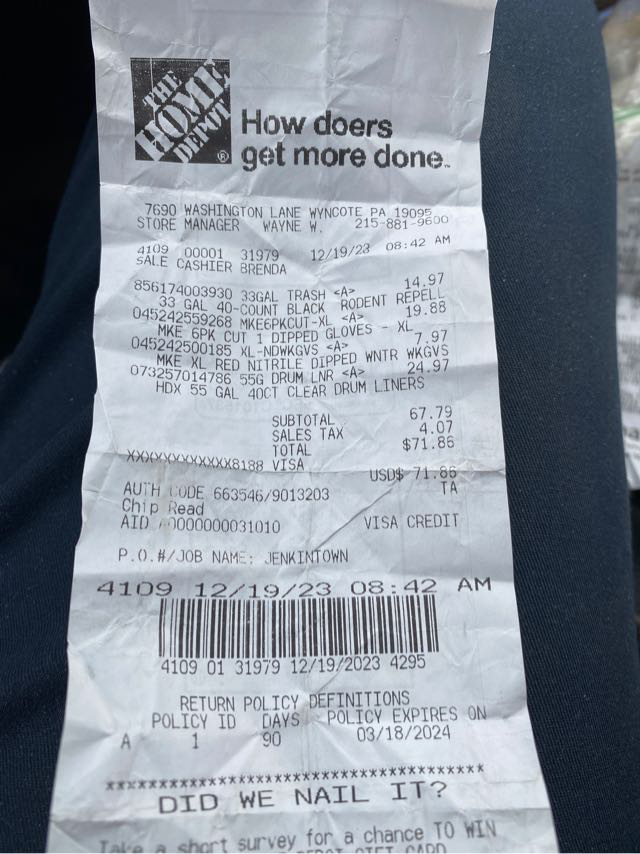 THE
HOME
DEPOT
®
How doers
get more done™
7690 WASHINGTON LANE WYNCOTE PA 19095
STORE MANAGER WAYNE W. 215-881-9600
4109 00001 31979 12/19/23 08:42 AM
SALE CASHIER BRENDA
856174003930 33GAL TRASH <A> 14.97
33 GAL 40-COUNT BLACK RODENT REPELL
045242559268 MKE6PKCUT-XL <A> 19.88
MKE 6PK CUT 1 DIPPED GLOVES - XL
045242500185 XL-NDWKGVS <A> 7.97
MKE XL RED NITRILE DIPPED WNTR WKGVS
073257014786 55G DRUM LNR <A> 24.97
HDX 55 GAL 40CT CLEAR DRUM LINERS
SUBTOTAL 67.79
SALES TAX 4.07
TOTAL $71.86
XXXXXXXXXXXX8188 VISA
USD$ 71.86
AUTH CODE 663546/9013203 TA
Chip Read
AID A0000000031010 VISA CREDIT
P.O.#/JOB NAME: JENKINTOWN
4109 12/19/23 08:42 AM
4109 01 31979 12/19/2023 4295
RETURN POLICY DEFINITIONS
POLICY ID DAYS POLICY EXPIRES ON
A 1 90 03/18/2024
****************************************
DID WE NAIL IT?
Take a short survey for a chance TO WIN
GIFT CARD